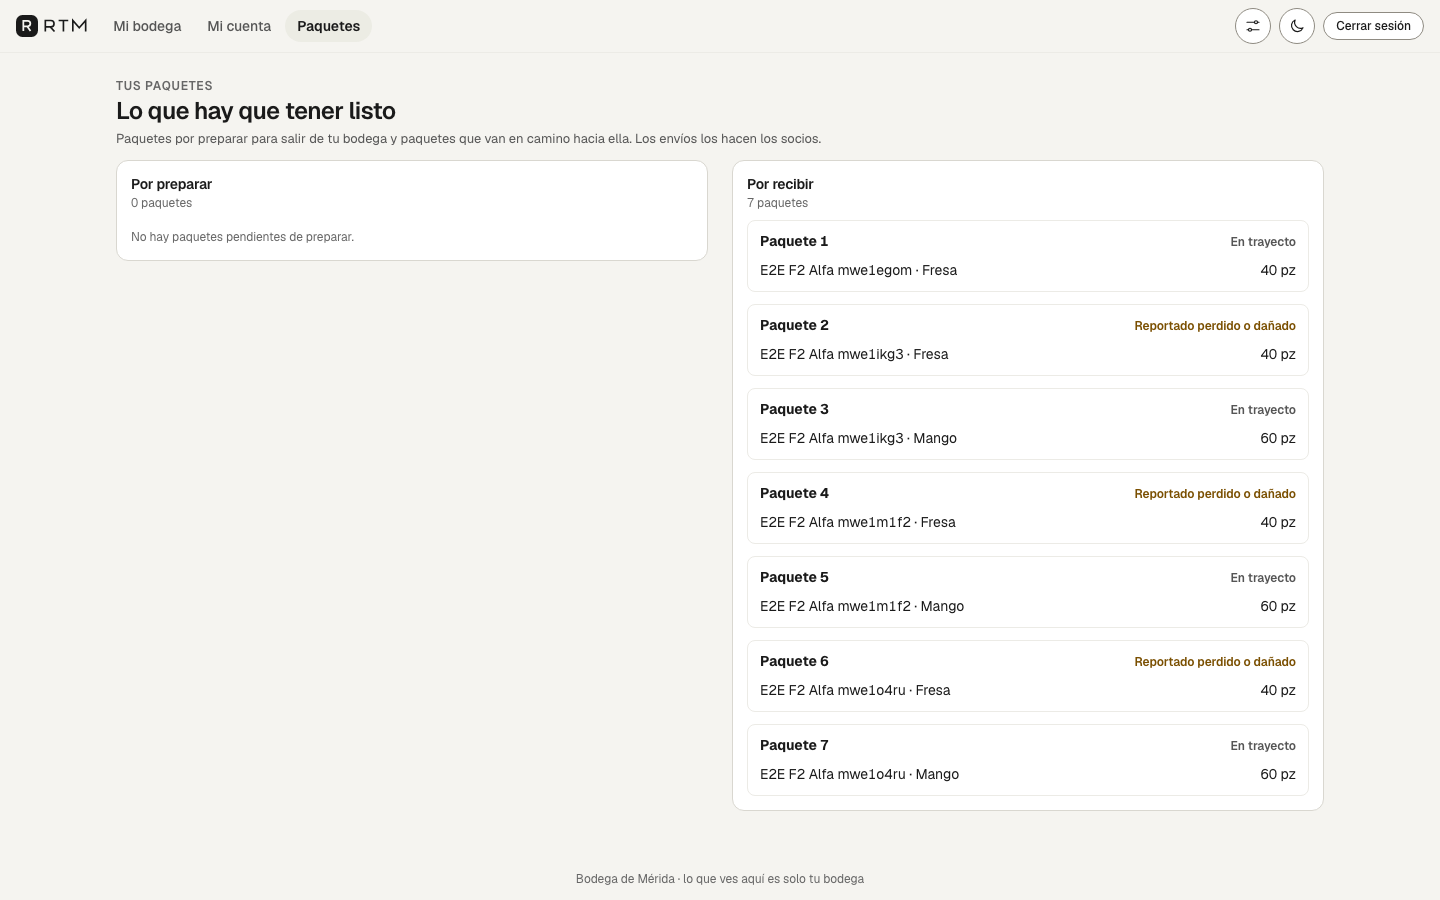 R RTM Mi bodega Mi cuenta Paquetes Cerrar sesión
TUS PAQUETES
Lo que hay que tener listo
Paquetes por preparar para salir de tu bodega y paquetes que van en camino hacia ella. Los envíos los hacen los socios.
Por preparar
0 paquetes
No hay paquetes pendientes de preparar.
Por recibir
7 paquetes
Paquete 1 En trayecto
E2E F2 Alfa mwe1egom · Fresa 40 pz
Paquete 2 Reportado perdido o dañado
E2E F2 Alfa mwe1ikg3 · Fresa 40 pz
Paquete 3 En trayecto
E2E F2 Alfa mwe1ikg3 · Mango 60 pz
Paquete 4 Reportado perdido o dañado
E2E F2 Alfa mwe1m1f2 · Fresa 40 pz
Paquete 5 En trayecto
E2E F2 Alfa mwe1m1f2 · Mango 60 pz
Paquete 6 Reportado perdido o dañado
E2E F2 Alfa mwe1o4ru · Fresa 40 pz
Paquete 7 En trayecto
E2E F2 Alfa mwe1o4ru · Mango 60 pz
Bodega de Mérida · lo que ves aquí es solo tu bodega